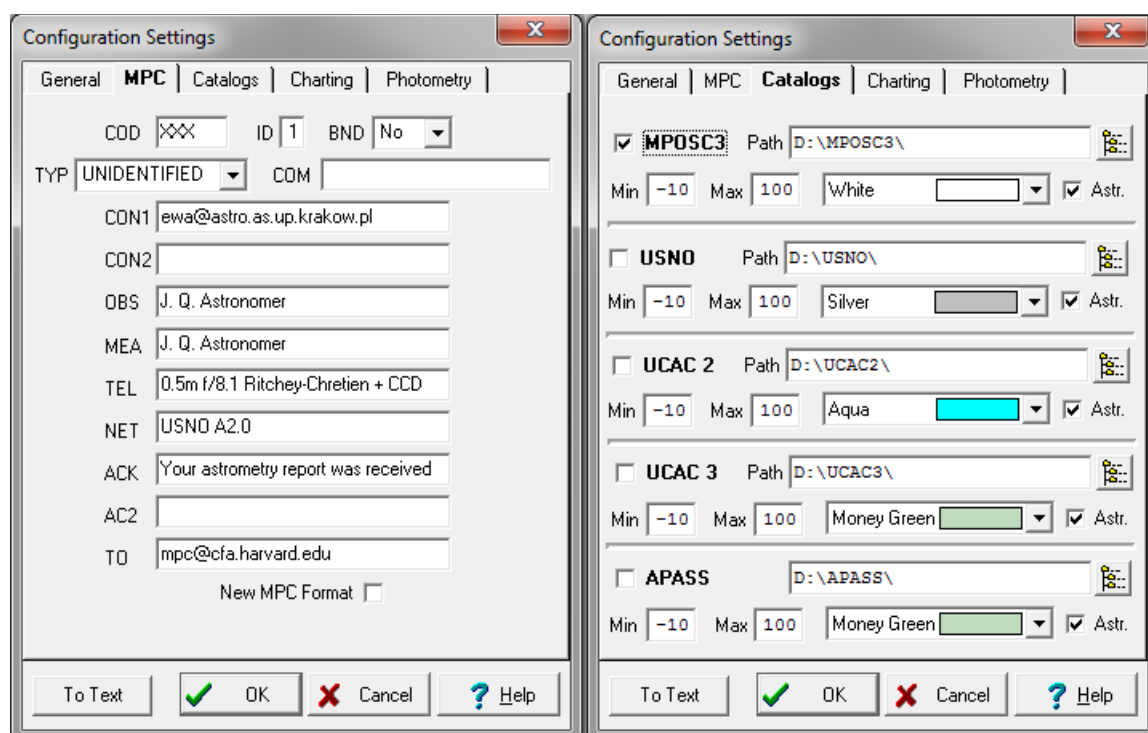 Configuration Settings
General MPC Catalogs Charting Photometry
COD XXX ID 1 BND No
TYP UNIDENTIFIED COM
CON1 ewa@astro.as.up.krakow.pl
CON2
OBS J. Q. Astronomer
MEA J. Q. Astronomer
TEL 0.5m f/8.1 Ritchey-Chretien + CCD
NET USNO A2.0
ACK Your astrometry report was received
AC2
TO mpc@cfa.harvard.edu
New MPC Format
To Text OK Cancel Help
Configuration Settings
General MPC Catalogs Charting Photometry
MPOSC3 Path D:\MPOSC3\
Min -10 Max 100 White Astr.
USNO Path D:\USNO\
Min -10 Max 100 Silver Astr.
UCAC 2 Path D:\UCAC2\
Min -10 Max 100 Aqua Astr.
UCAC 3 Path D:\UCAC3\
Min -10 Max 100 Money Green Astr.
APASS D:\APASS\
Min -10 Max 100 Money Green Astr.
To Text OK Cancel Help